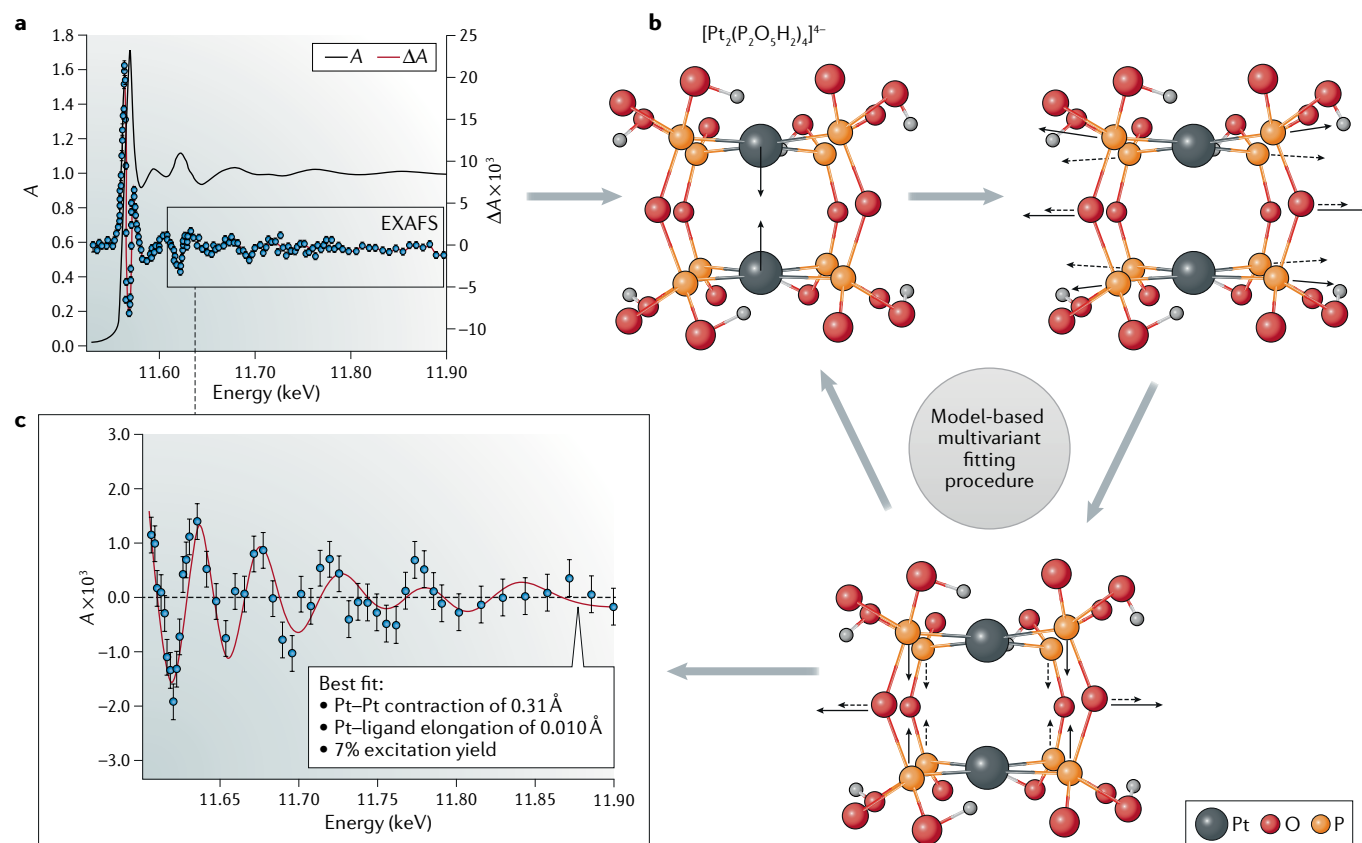 a
1.8
1.6
1.4
1.2
1.0
0.8
0.6
0.4
0.2
0.0
A
A ΔA
25
20
15
10
5
0
−5
−10
ΔA × 10³
EXAFS
11.60 11.70 11.80 11.90
Energy (keV)
b
[Pt₂(P₂O₅H₂)₄]⁴⁻
Model-based
multivariant
fitting
procedure
Pt O P
c
3.0
2.0
1.0
0.0
−1.0
−2.0
−3.0
A × 10³
Best fit:
• Pt–Pt contraction of 0.31 Å
• Pt–ligand elongation of 0.010 Å
• 7% excitation yield
11.65 11.70 11.75 11.80 11.85 11.90
Energy (keV)